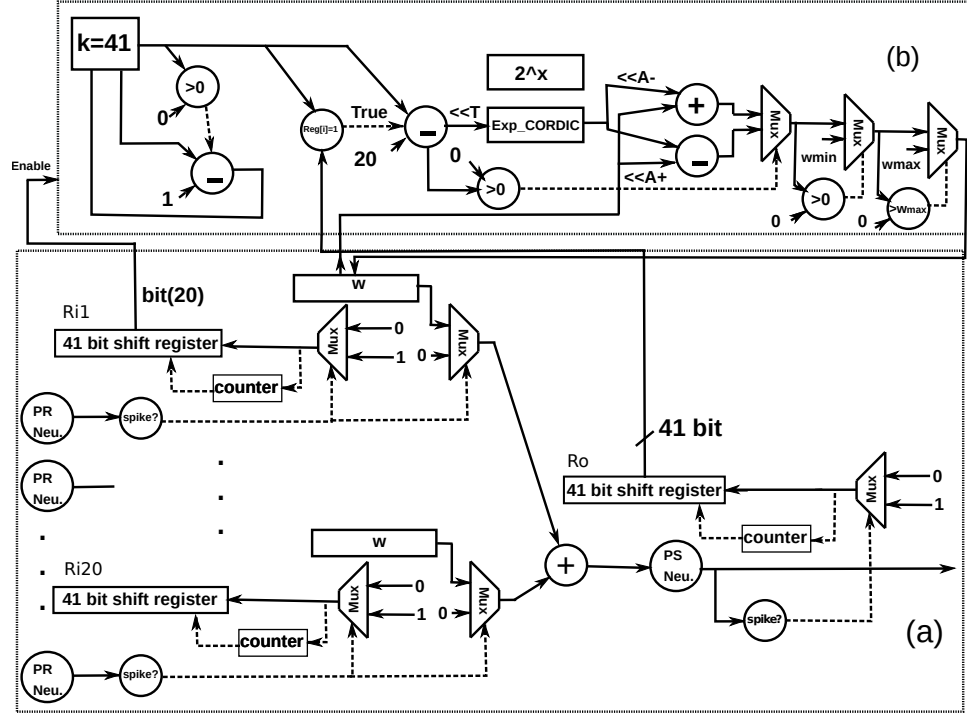 k=41
(b)
2^x
>0
0
Reg[i]=1
True
20
−
<<T
Exp_CORDIC
<<A-
+
−
<<A+
Mux
Mux
Mux
wmin
wmax
0
>0
>0
0
>Wmax
0
−
1
Enable
w
bit(20)
Ri1
41 bit shift register
Mux
0
1
0
Mux
counter
PR
Neu.
spike?
PR
Neu.
41 bit
Ro
41 bit shift register
Mux
0
1
counter
w
Ri20
41 bit shift register
Mux
0
1
0
Mux
counter
+
PS
Neu.
spike?
PR
Neu.
spike?
(a)